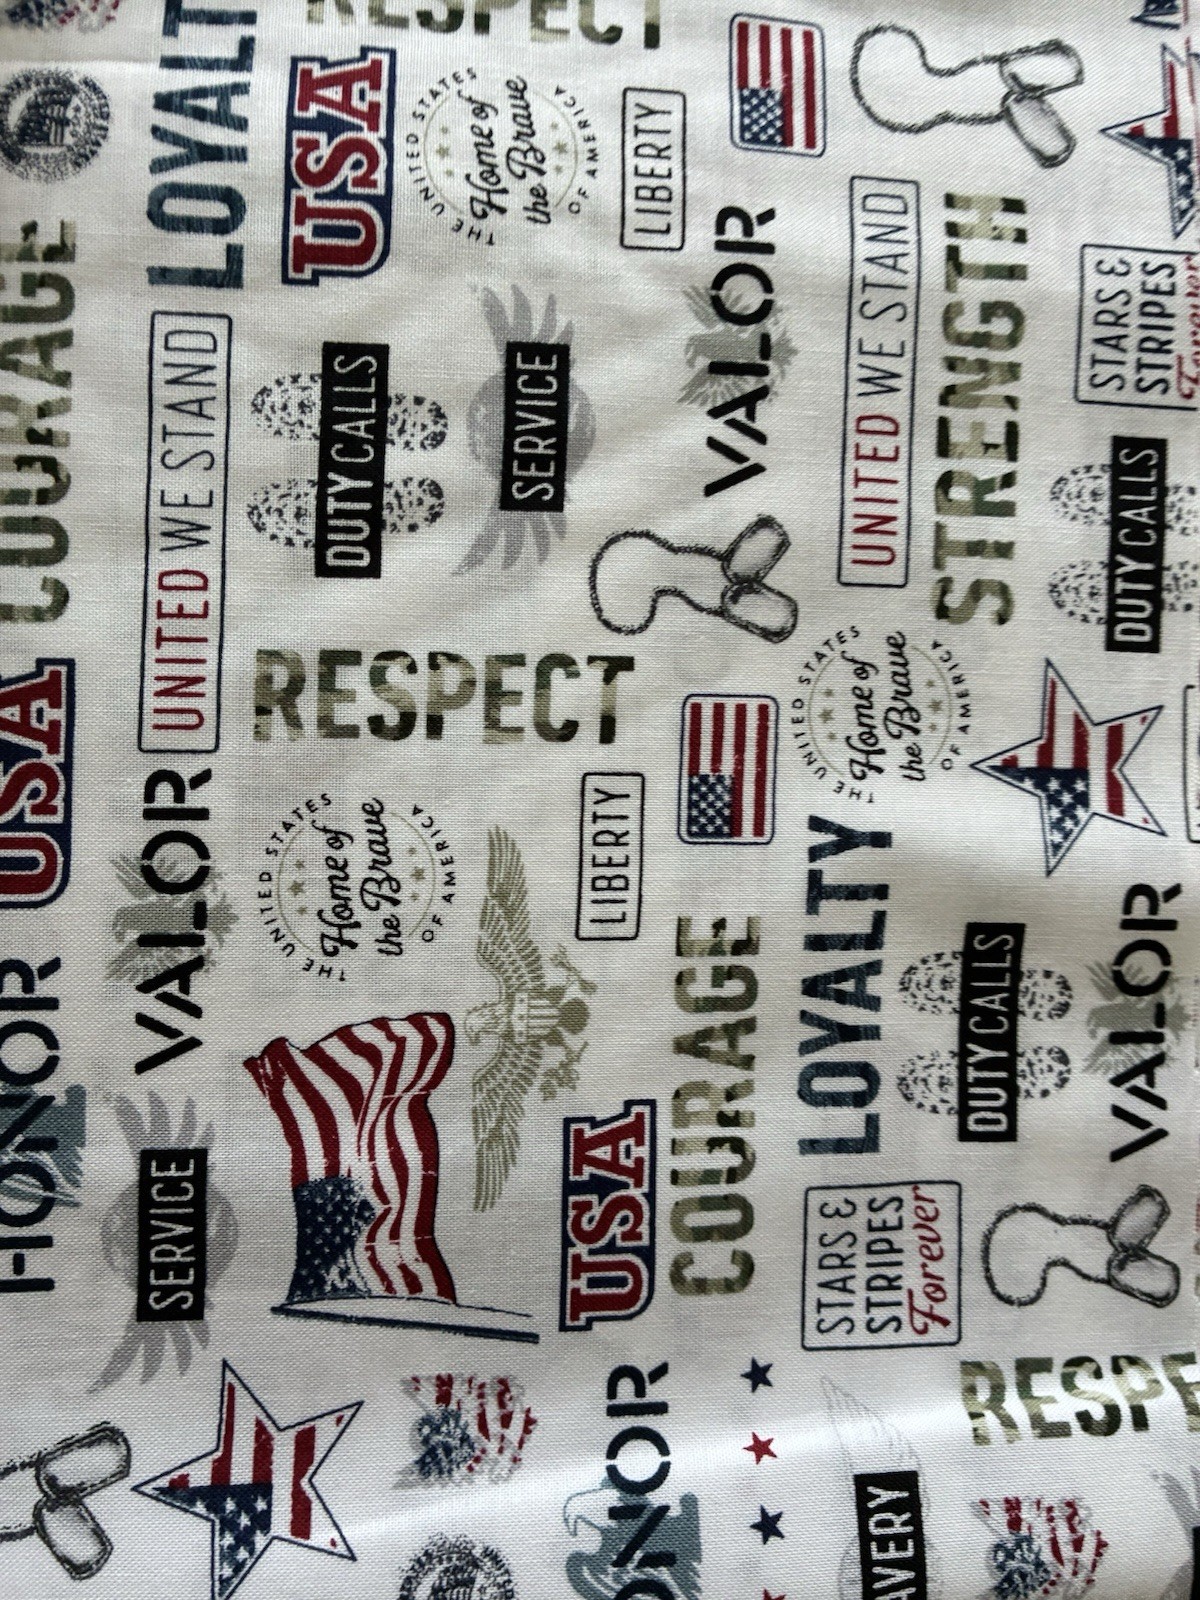 RESPECT
LOYALTY
USA
THE UNITED STATES
Home of
the Brave
OF AMERICA
LIBERTY
VALOR
UNITED WE STAND
STRENGTH
STARS &
STRIPES
Forever
COURAGE
UNITED WE STAND
DUTY CALLS
SERVICE
DUTY CALLS
RESPECT
THE UNITED STATES
Home of
the Brave
OF AMERICA
USA
VALOR
THE UNITED STATES
Home of
the Brave
OF AMERICA
LIBERTY
COURAGE
LOYALTY
DUTY CALLS
VALOR
HONOR
SERVICE
USA
STARS &
STRIPES
Forever
HONOR
RESPE
AVERY
UNITED